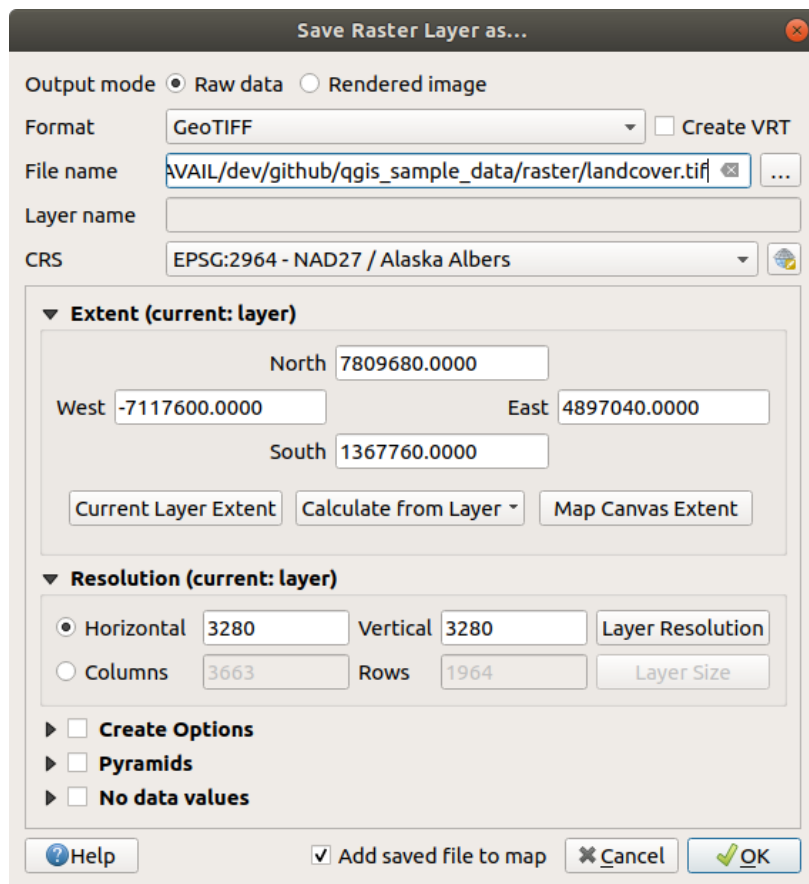 Save Raster Layer as...
Output mode Raw data Rendered image
Format GeoTIFF Create VRT
File name AVAIL/dev/github/qgis_sample_data/raster/landcover.tif ...
Layer name
CRS EPSG:2964 - NAD27 / Alaska Albers
Extent (current: layer)
North 7809680.0000
West -7117600.0000 East 4897040.0000
South 1367760.0000
Current Layer Extent Calculate from Layer Map Canvas Extent
Resolution (current: layer)
Horizontal 3280 Vertical 3280 Layer Resolution
Columns 3663 Rows 1964 Layer Size
Create Options
Pyramids
No data values
Help Add saved file to map Cancel OK